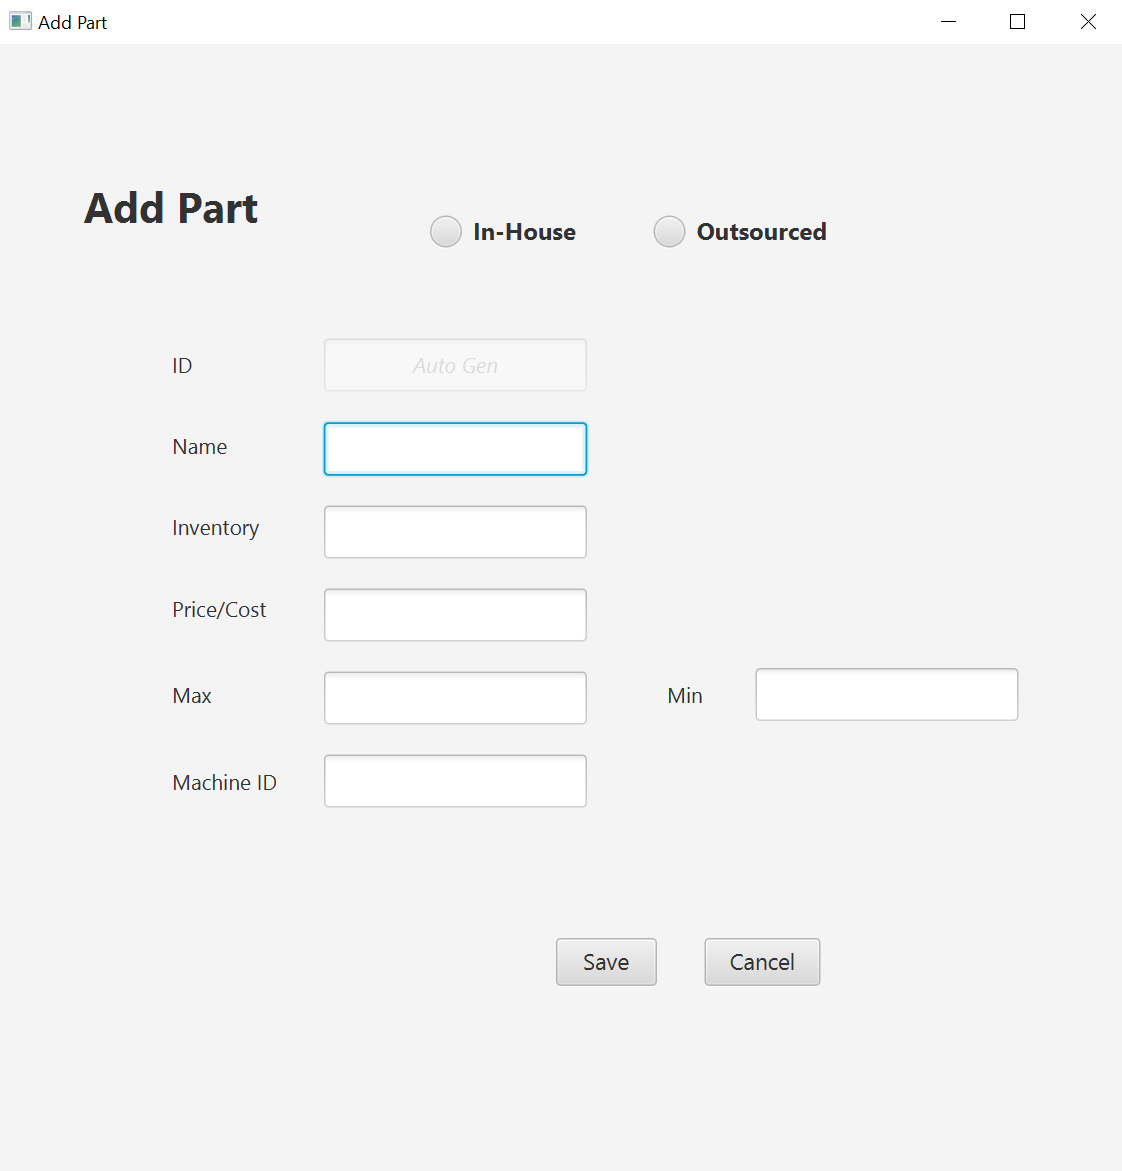 Add Part
Add Part
In-House Outsourced
ID Auto Gen
Name
Inventory
Price/Cost
Max Min
Machine ID
Save Cancel